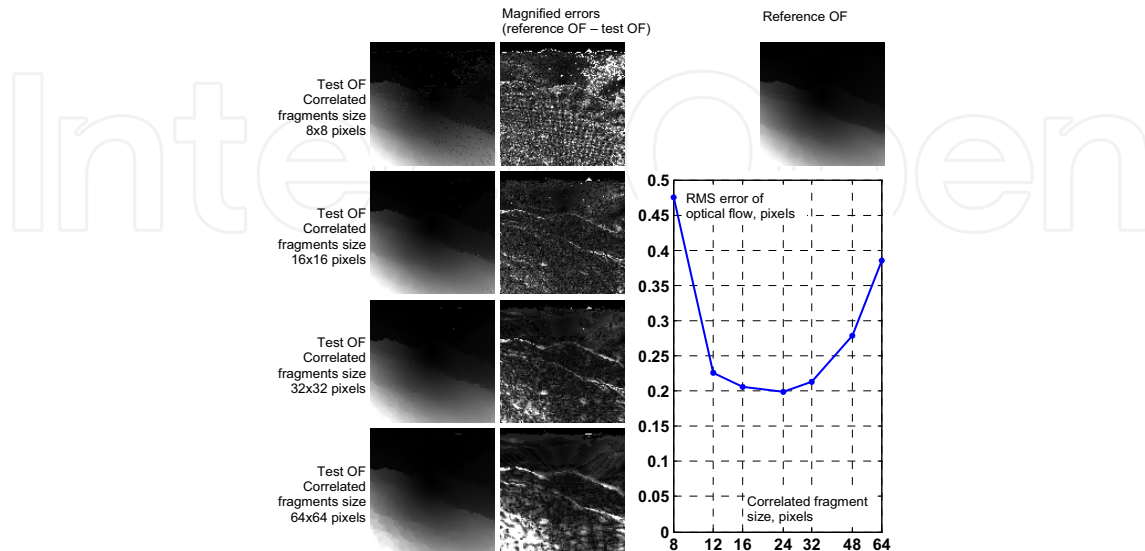 Magnified errors
(reference OF – test OF)
Reference OF
Test OF
Correlated
fragments size
8x8 pixels
Test OF
Correlated
fragments size
16x16 pixels
Test OF
Correlated
fragments size
32x32 pixels
Test OF
Correlated
fragments size
64x64 pixels
RMS error of
optical flow, pixels
0.5
0.45
0.4
0.35
0.3
0.25
0.2
0.15
0.1
0.05
0
Correlated fragment
size, pixels
8 12 16 24 32 48 64